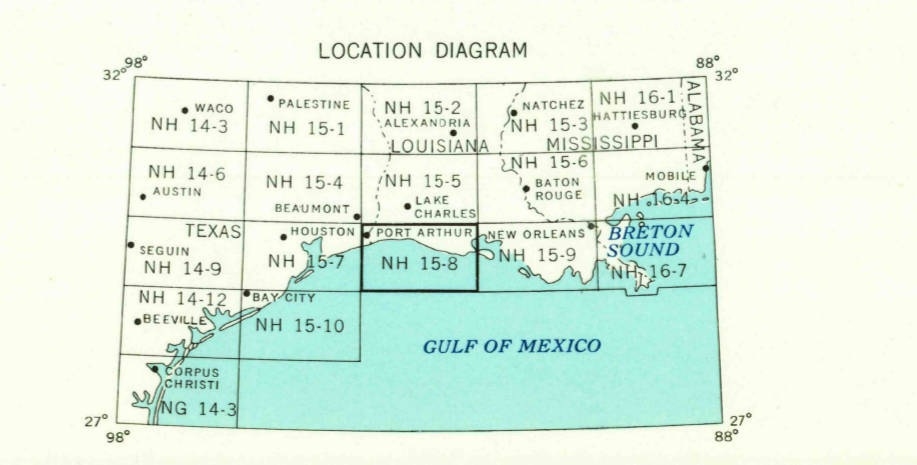 LOCATION DIAGRAM
98° 88°
32° 32°
WACO
NH 14-3
PALESTINE
NH 15-1
NH 15-2
ALEXANDRIA
LOUISIANA
NATCHEZ
NH 15-3
MISSISSIPPI
NH 16-1
HATTIESBURG
ALABAMA
NH 14-6
AUSTIN
NH 15-4
BEAUMONT
NH 15-5
LAKE
CHARLES
NH 15-6
BATON
ROUGE
MOBILE
NH 16-4
TEXAS
SEGUIN
NH 14-9
HOUSTON
NH 15-7
PORT ARTHUR
NH 15-8
NEW ORLEANS
NH 15-9
BRETON
SOUND
NH 16-7
NH 14-12
BEEVILLE
BAY CITY
NH 15-10
GULF OF MEXICO
CORPUS
CHRISTI
NG 14-3
27° 27°
98° 88°